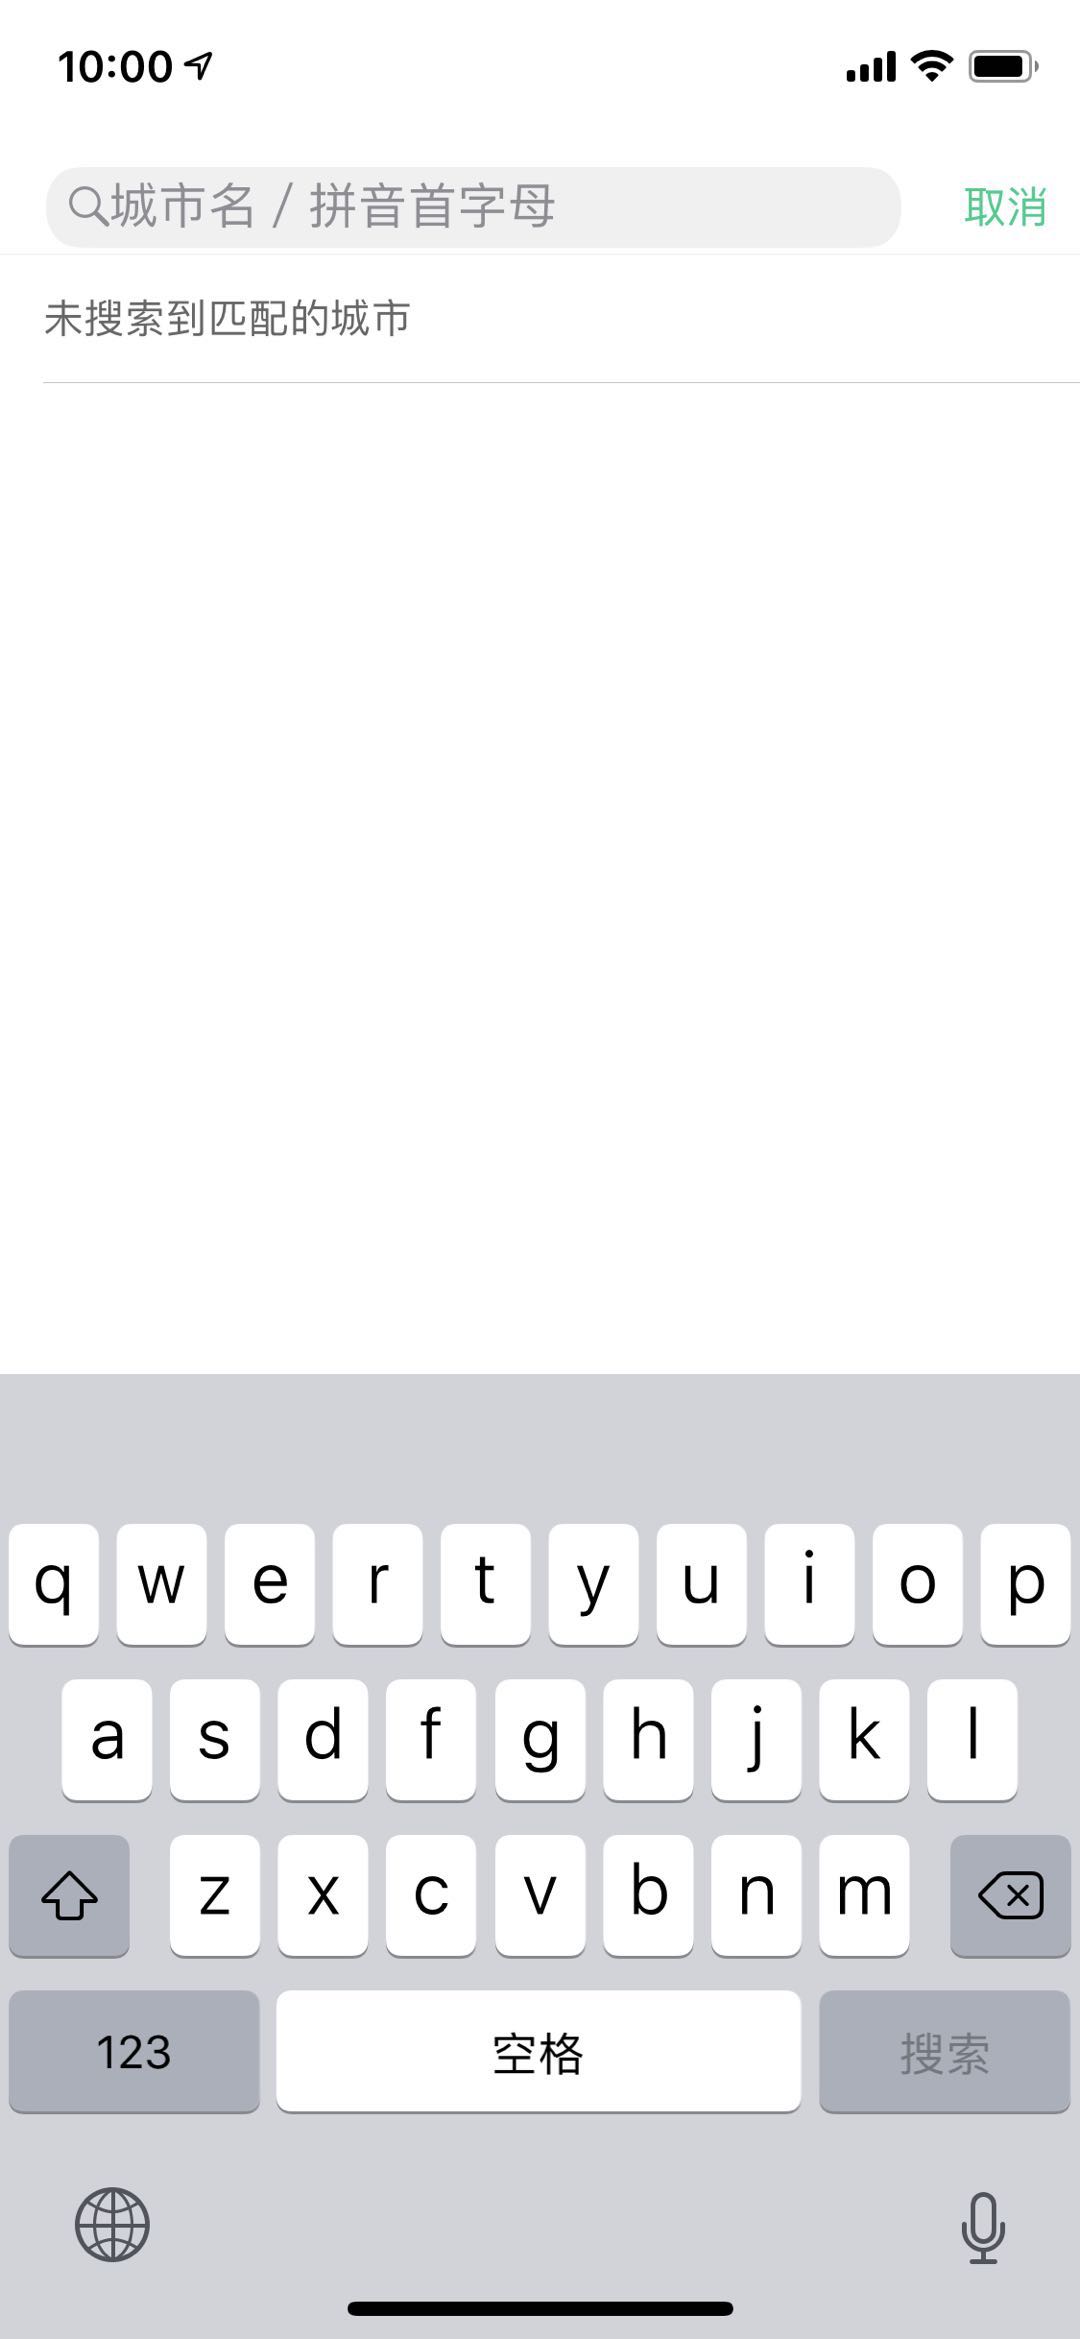 10:00
城市名 / 拼音首字母
取消
未搜索到匹配的城市
q w e r t y u i o p
a s d f g h j k l
z x c v b n m
123 空格 搜索